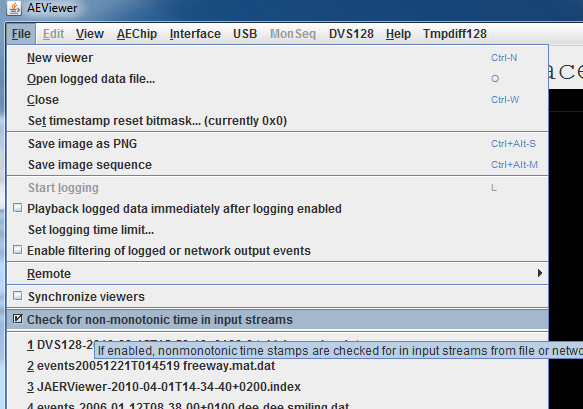 AEViewer
File Edit View AEChip Interface USB MonSeq DVS128 Help Tmpdiff128
New viewer Ctrl-N
Open logged data file... O
Close Ctrl-W
Set timestamp reset bitmask... (currently 0x0)
Save image as PNG Ctrl+Alt-S
Save image sequence Ctrl+Alt-M
Start logging L
Playback logged data immediately after logging enabled
Set logging time limit...
Enable filtering of logged or network output events
Remote
Synchronize viewers
Check for non-monotonic time in input streams
1
If enabled, nonmonotonic time stamps are checked for in input streams from file or netwo
2 events20051221T014519 freeway.mat.dat
3 JAERViewer-2010-04-01T14-34-40+0200.index
4 events-2006-01-12T08-38-00+0100 dee dee smiling.dat